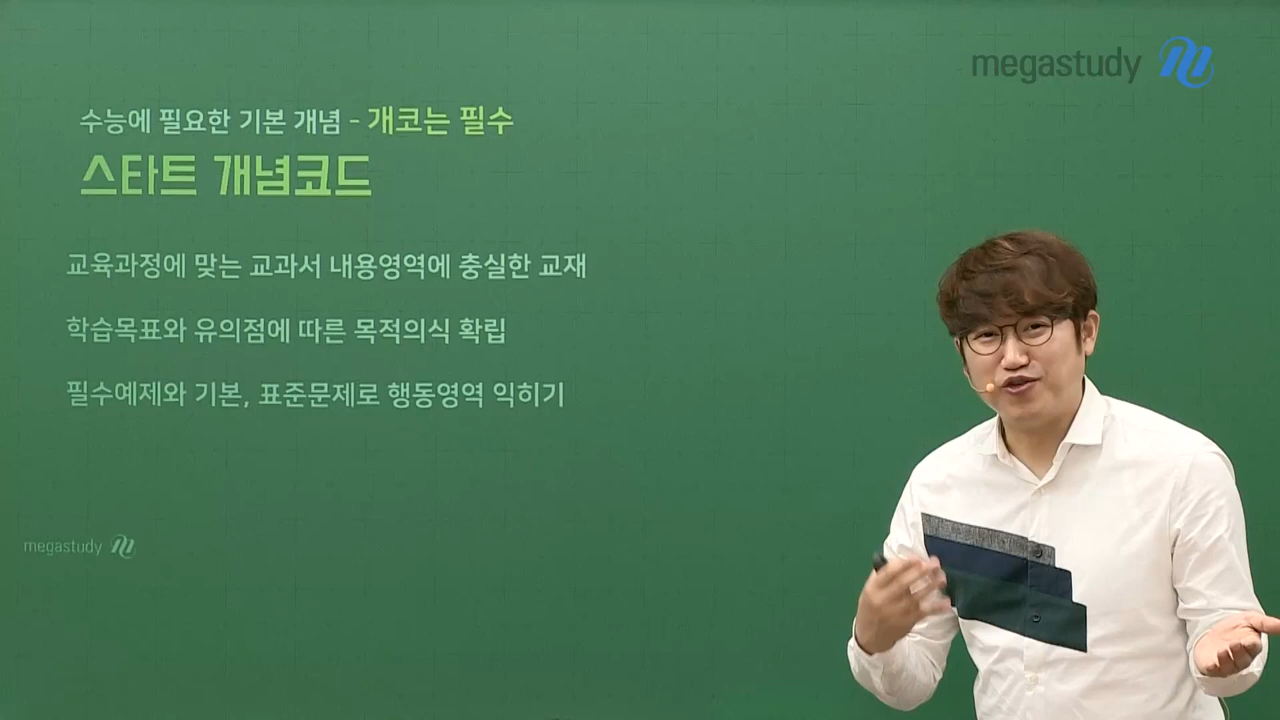 megastudy
수능에 필요한 기본 개념 - 개코는 필수
스타트 개념코드
교육과정에 맞는 교과서 내용영역에 충실한 교재
학습목표와 유의점에 따른 목적의식 확립
필수예제와 기본, 표준문제로 행동영역 익히기
megastudy